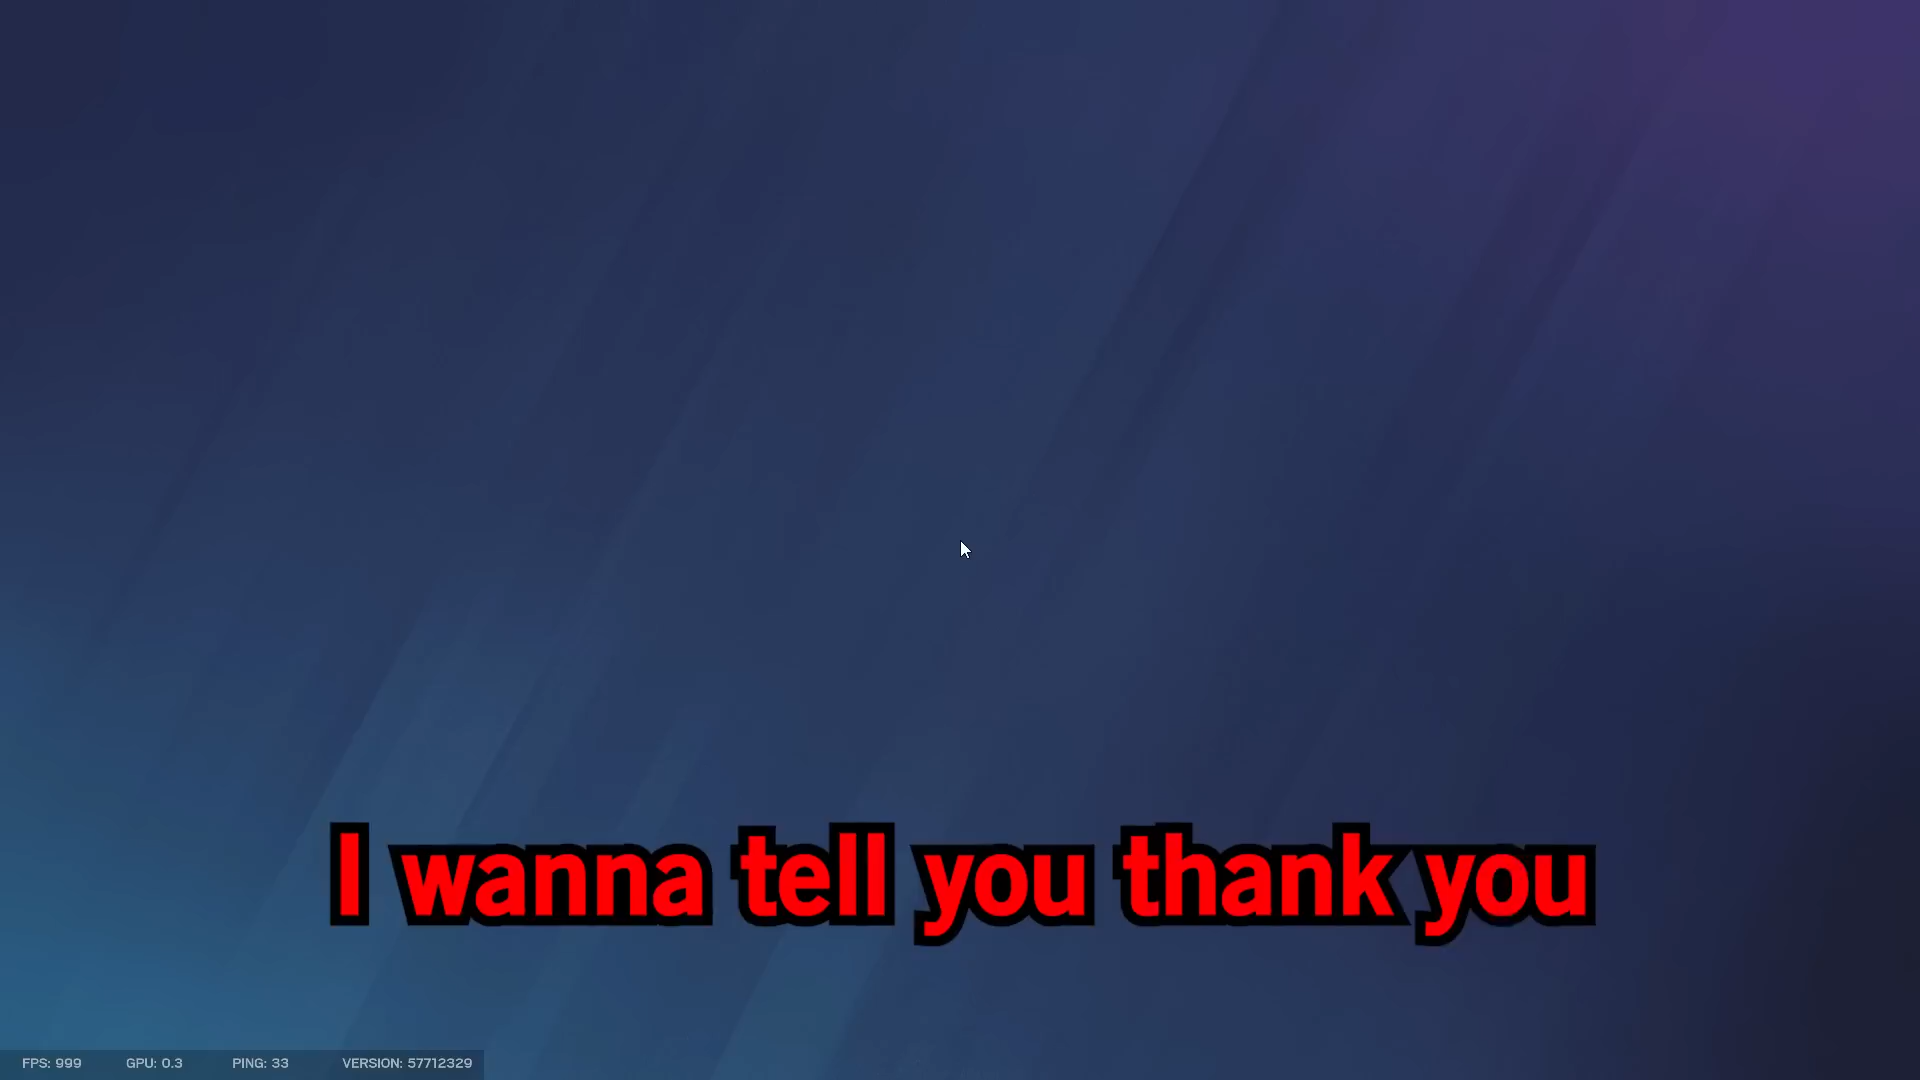 I wanna tell you thank you
FPS: 999 GPU: 0.3 PING: 33 VERSION: 57712329